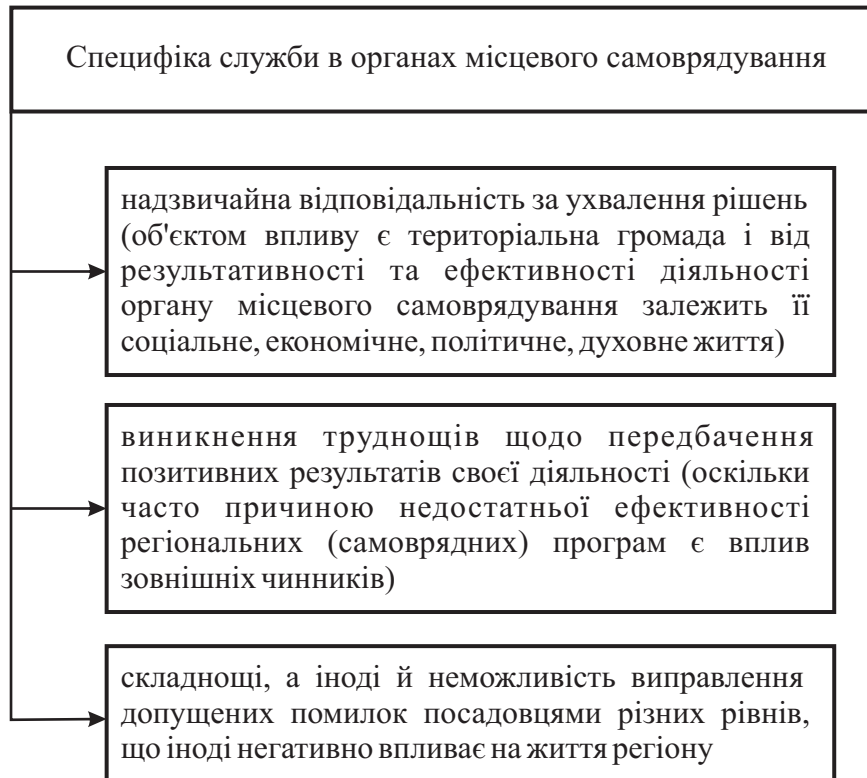 Специфіка служби в органах місцевого самоврядування
надзвичайна відповідальність за ухвалення рішень
(об'єктом впливу є територіальна громада і від
результативності та ефективності діяльності
органу місцевого самоврядування залежить її
соціальне, економічне, політичне, духовне життя)
виникнення труднощів щодо передбачення
позитивних результатів своєї діяльності (оскільки
часто причиною недостатньої ефективності
регіональних (самоврядних) програм є вплив
зовнішніх чинників)
складнощі, а іноді й неможливість виправлення
допущених помилок посадовцями різних рівнів,
що іноді негативно впливає на життя регіону